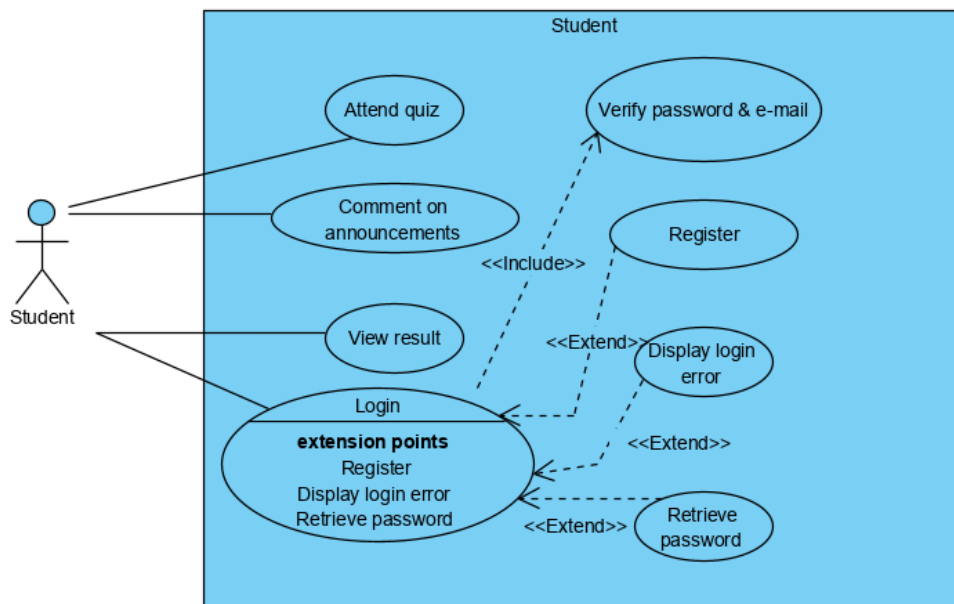 Student
Attend quiz
Verify password & e-mail
Comment on
announcements
Register
<<Include>>
Student
View result
<<Extend>>
Display login
error
Login
extension points
Register
Display login error
Retrieve password
<<Extend>>
<<Extend>>
Retrieve
password